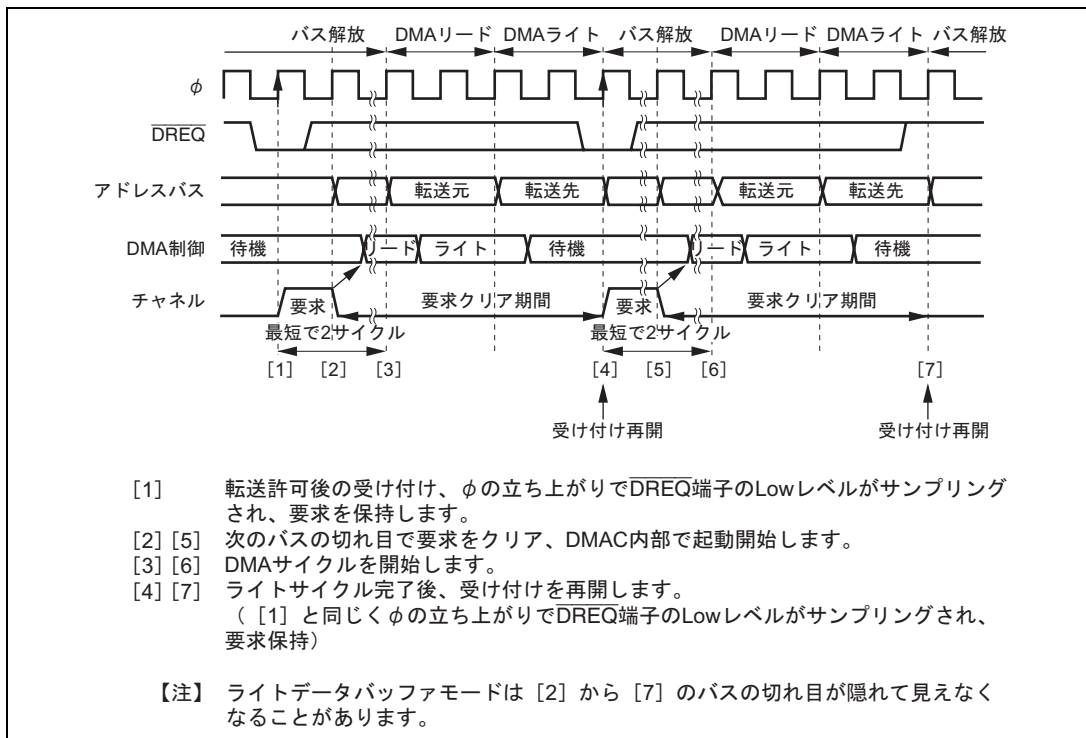 バス解放 DMAリード DMAライト バス解放 DMAリード DMAライト バス解放
φ
DREQ
アドレスバス 転送元 転送先 転送元 転送先
DMA制御 待機 リード ライト 待機 リード ライト 待機
チャネル 要求 要求クリア期間 要求 要求クリア期間
最短で2サイクル 最短で2サイクル
[1] [2] [3] [4] [5] [6] [7]
受け付け再開 受け付け再開
[1] 転送許可後の受け付け、φの立ち上がりでDREQ端子のLowレベルがサンプリング
され、要求を保持します。
[2] [5] 次のバスの切れ目で要求をクリア、DMAC内部で起動開始します。
[3] [6] DMAサイクルを開始します。
[4] [7] ライトサイクル完了後、受け付けを再開します。
([1]と同じくφの立ち上がりでDREQ端子のLowレベルがサンプリングされ、
要求保持)
【注】 ライトデータバッファモードは[2]から[7]のバスの切れ目が隠れて見えなく
なることがあります。